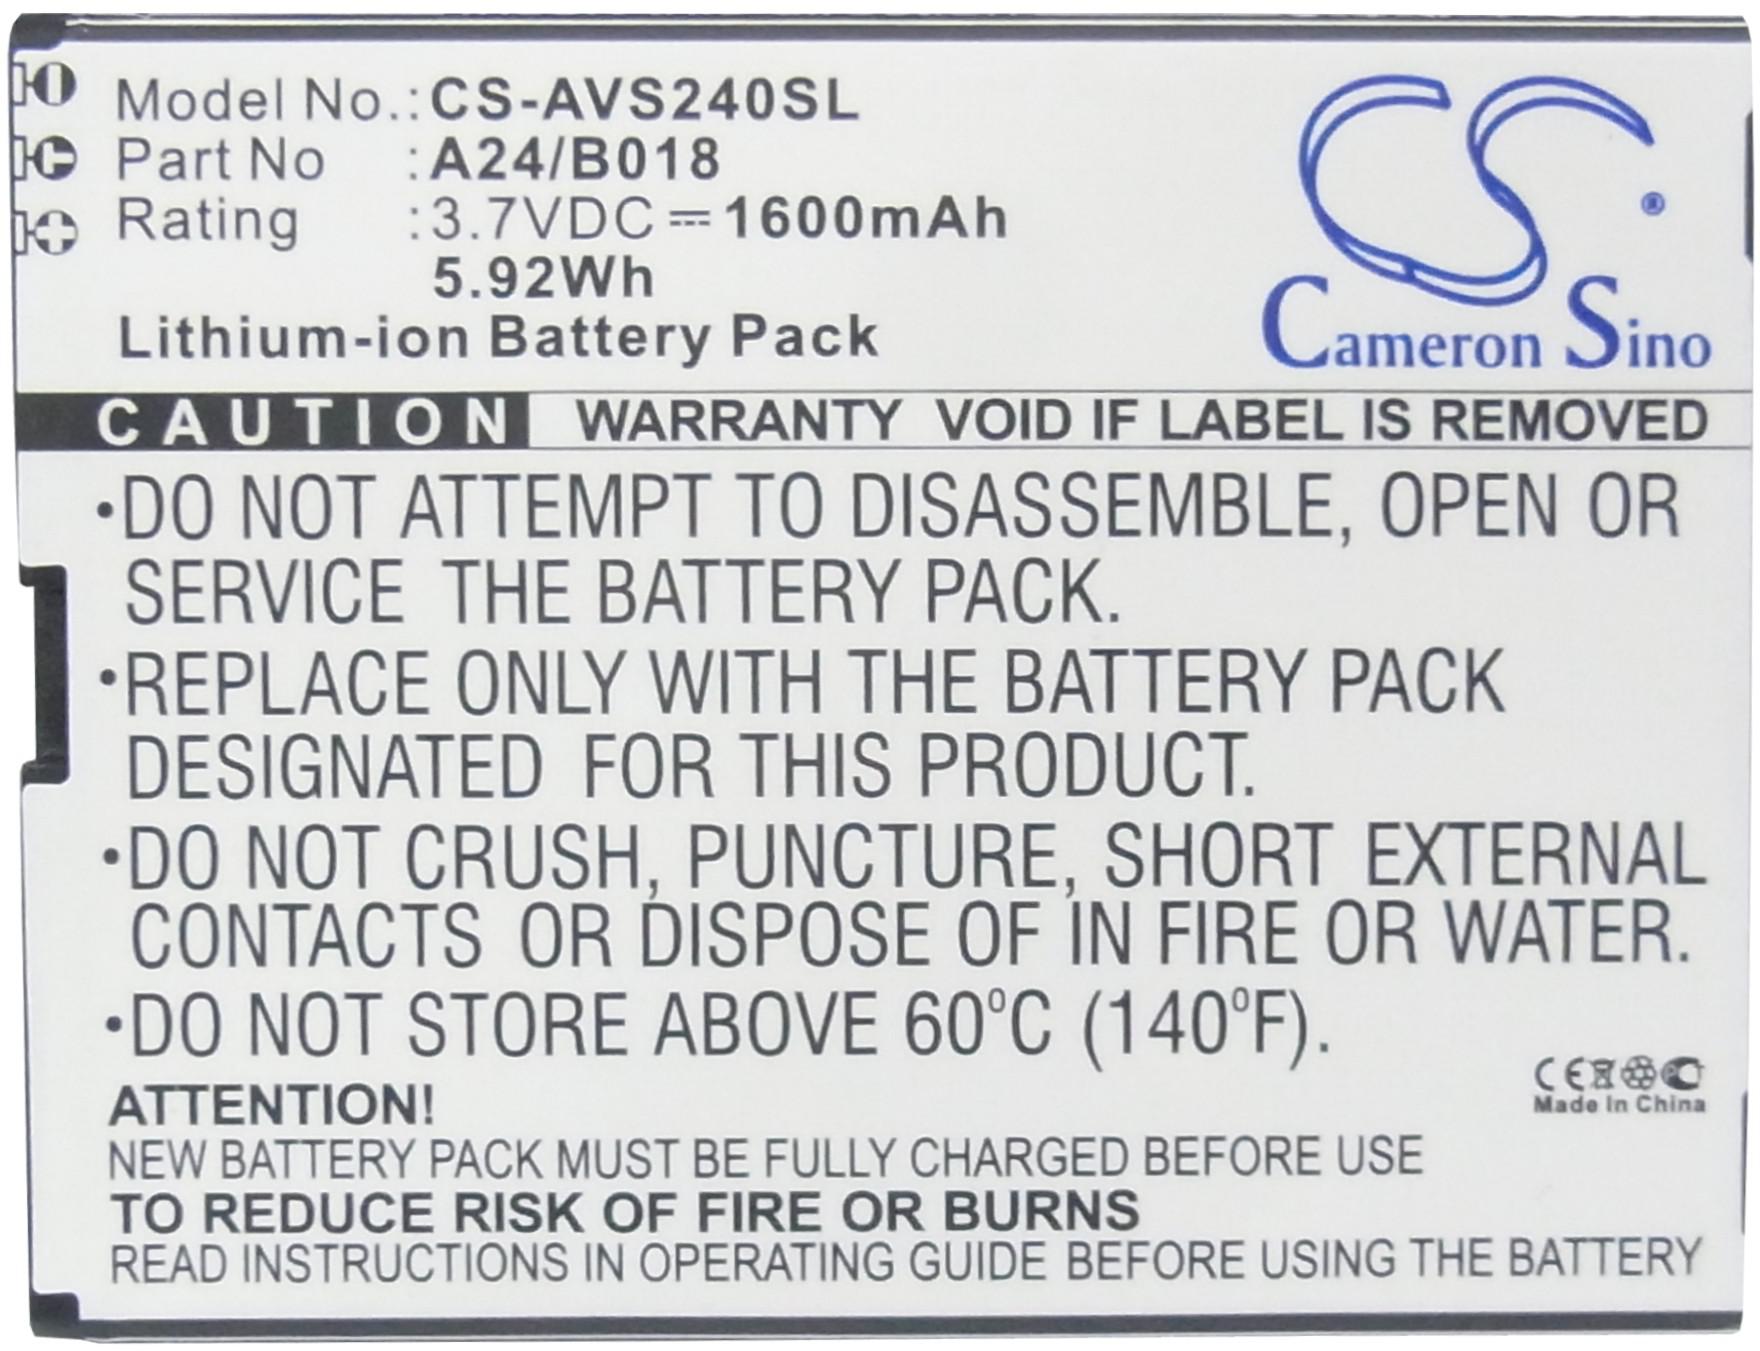 Model No.: CS-AVS240SL
Part No : A24/B018
Rating : 3.7VDC ⎓ 1600mAh
5.92Wh
Lithium-ion Battery Pack
CS ®
Cameron Sino
CAUTION WARRANTY VOID IF LABEL IS REMOVED
•DO NOT ATTEMPT TO DISASSEMBLE, OPEN OR
SERVICE THE BATTERY PACK.
•REPLACE ONLY WITH THE BATTERY PACK
DESIGNATED FOR THIS PRODUCT.
•DO NOT CRUSH, PUNCTURE, SHORT EXTERNAL
CONTACTS OR DISPOSE OF IN FIRE OR WATER.
•DO NOT STORE ABOVE 60°C (140°F).
CE
Made In China
ATTENTION!
NEW BATTERY PACK MUST BE FULLY CHARGED BEFORE USE
TO REDUCE RISK OF FIRE OR BURNS
READ INSTRUCTIONS IN OPERATING GUIDE BEFORE USING THE BATTERY